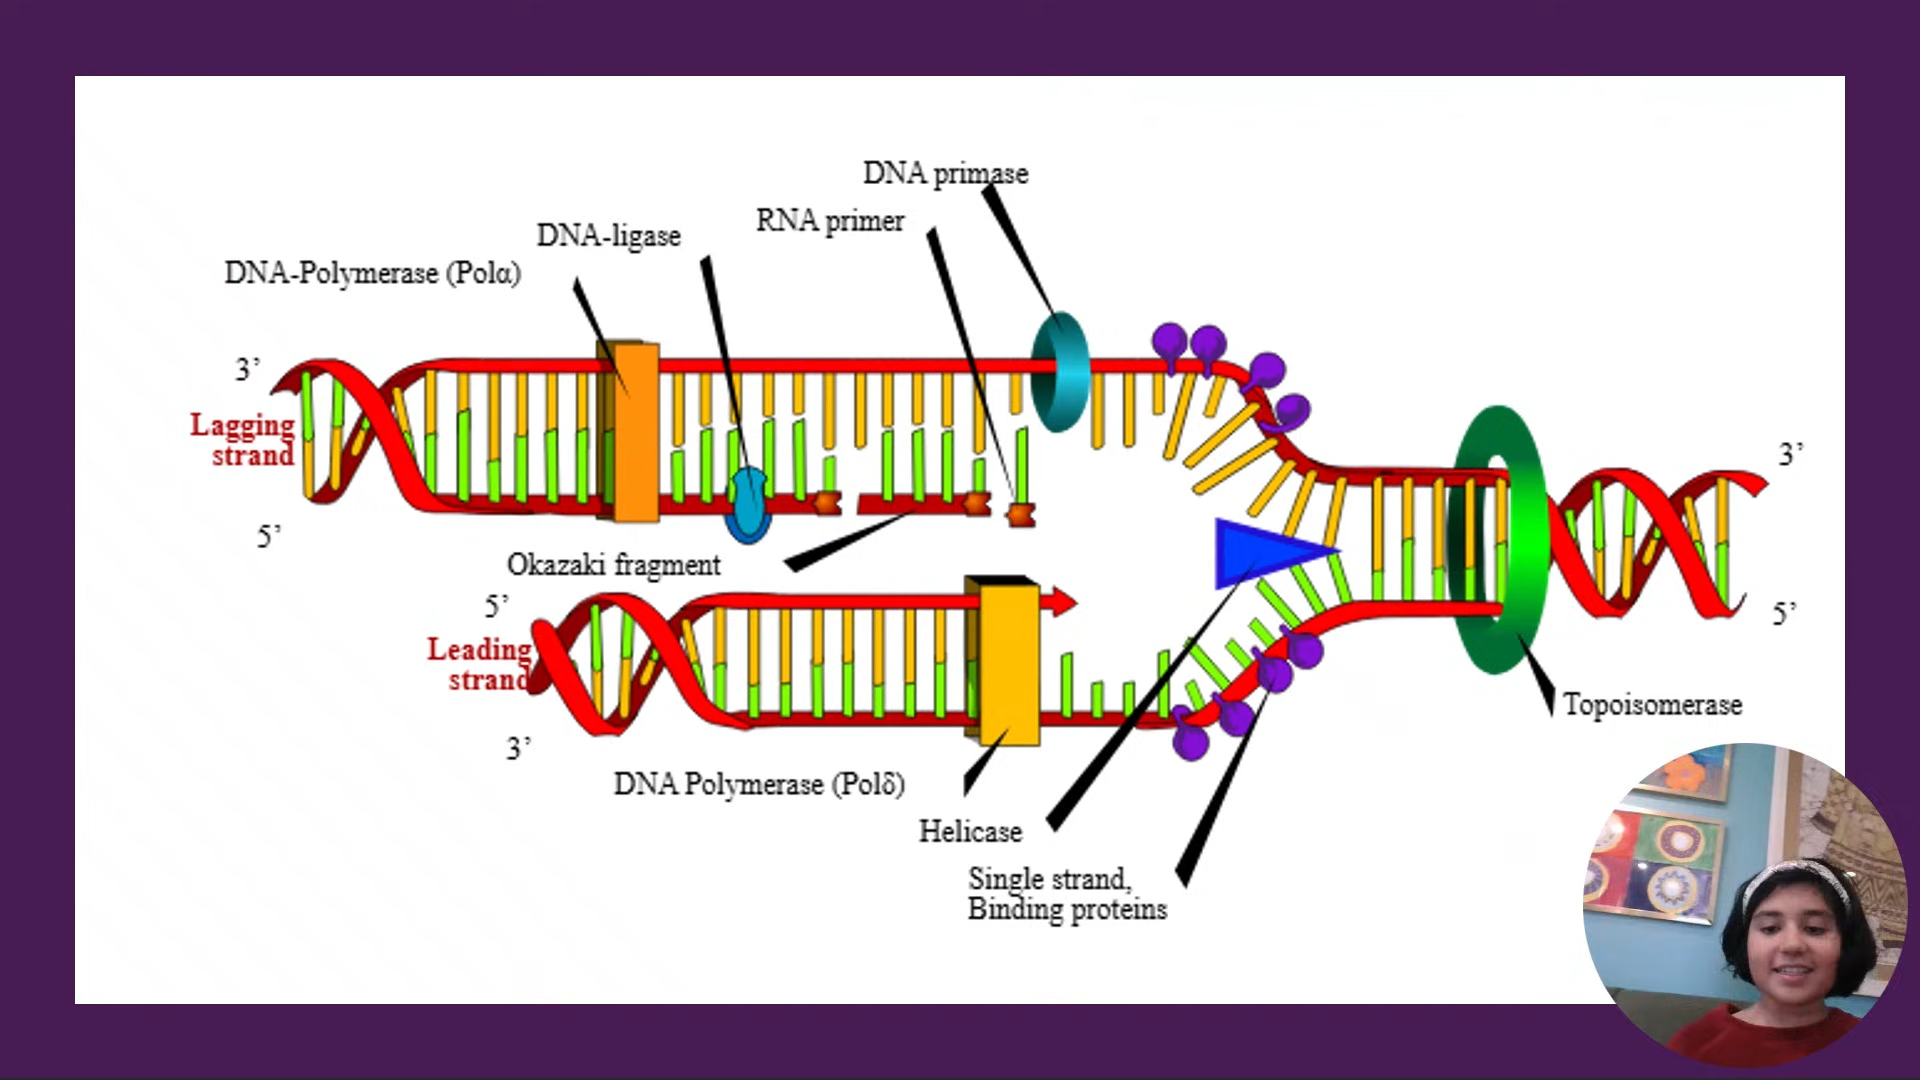 DNA primase
RNA primer
DNA-ligase
DNA-Polymerase (Polα)
3’
Lagging
strand
5’
Okazaki fragment
5’
Leading
strand
3’
DNA Polymerase (Polδ)
Helicase
Single strand,
Binding proteins
3’
5’
Topoisomerase